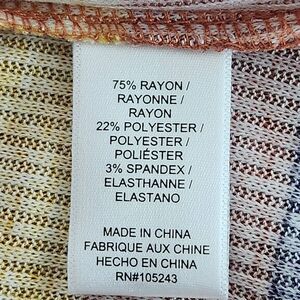 75% RAYON /
RAYONNE /
RAYON
22% POLYESTER /
POLYESTER /
POLIÉSTER
3% SPANDEX /
ELASTHANNE /
ELASTANO
MADE IN CHINA
FABRIQUE AUX CHINE
HECHO EN CHINA
RN#105243